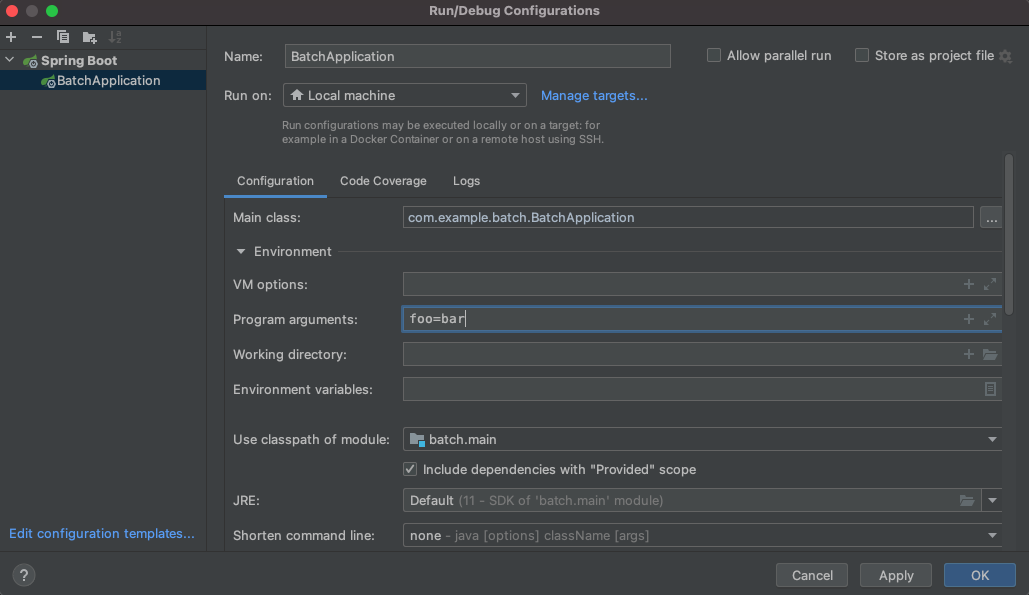 Run/Debug Configurations
Spring Boot
BatchApplication
Name:
BatchApplication
Allow parallel run
Store as project file
Run on:
Local machine
Manage targets...
Run configurations may be executed locally or on a target: for
example in a Docker Container or on a remote host using SSH.
Configuration
Code Coverage
Logs
Main class:
com.example.batch.BatchApplication
...
Environment
VM options:
Program arguments:
foo=bar
Working directory:
Environment variables:
Use classpath of module:
batch.main
Include dependencies with "Provided" scope
JRE:
Default (11 - SDK of 'batch.main' module)
Shorten command line:
none - java [options] className [args]
Edit configuration templates...
?
Cancel
Apply
OK